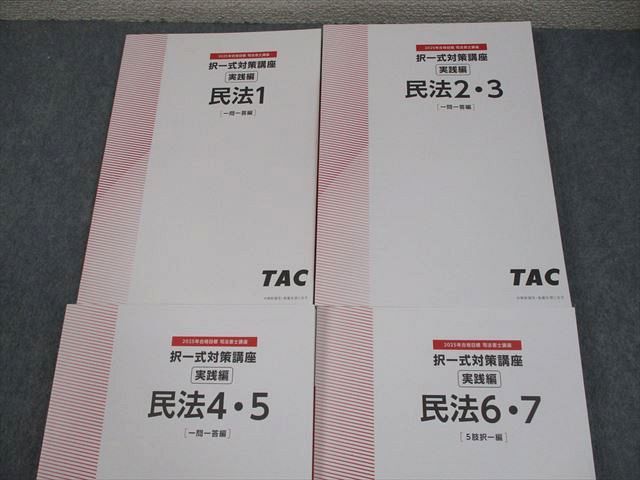 2025年合格目標 司法書士講座
択一式対策講座
実践編
民法1
[一問一答編]
TAC
2025年合格目標 司法書士講座
択一式対策講座
実践編
民法2・3
[一問一答編]
TAC
2025年合格目標 司法書士講座
択一式対策講座
実践編
民法4・5
[一問一答編]
2025年合格目標 司法書士講座
択一式対策講座
実践編
民法6・7
[5肢択一編]